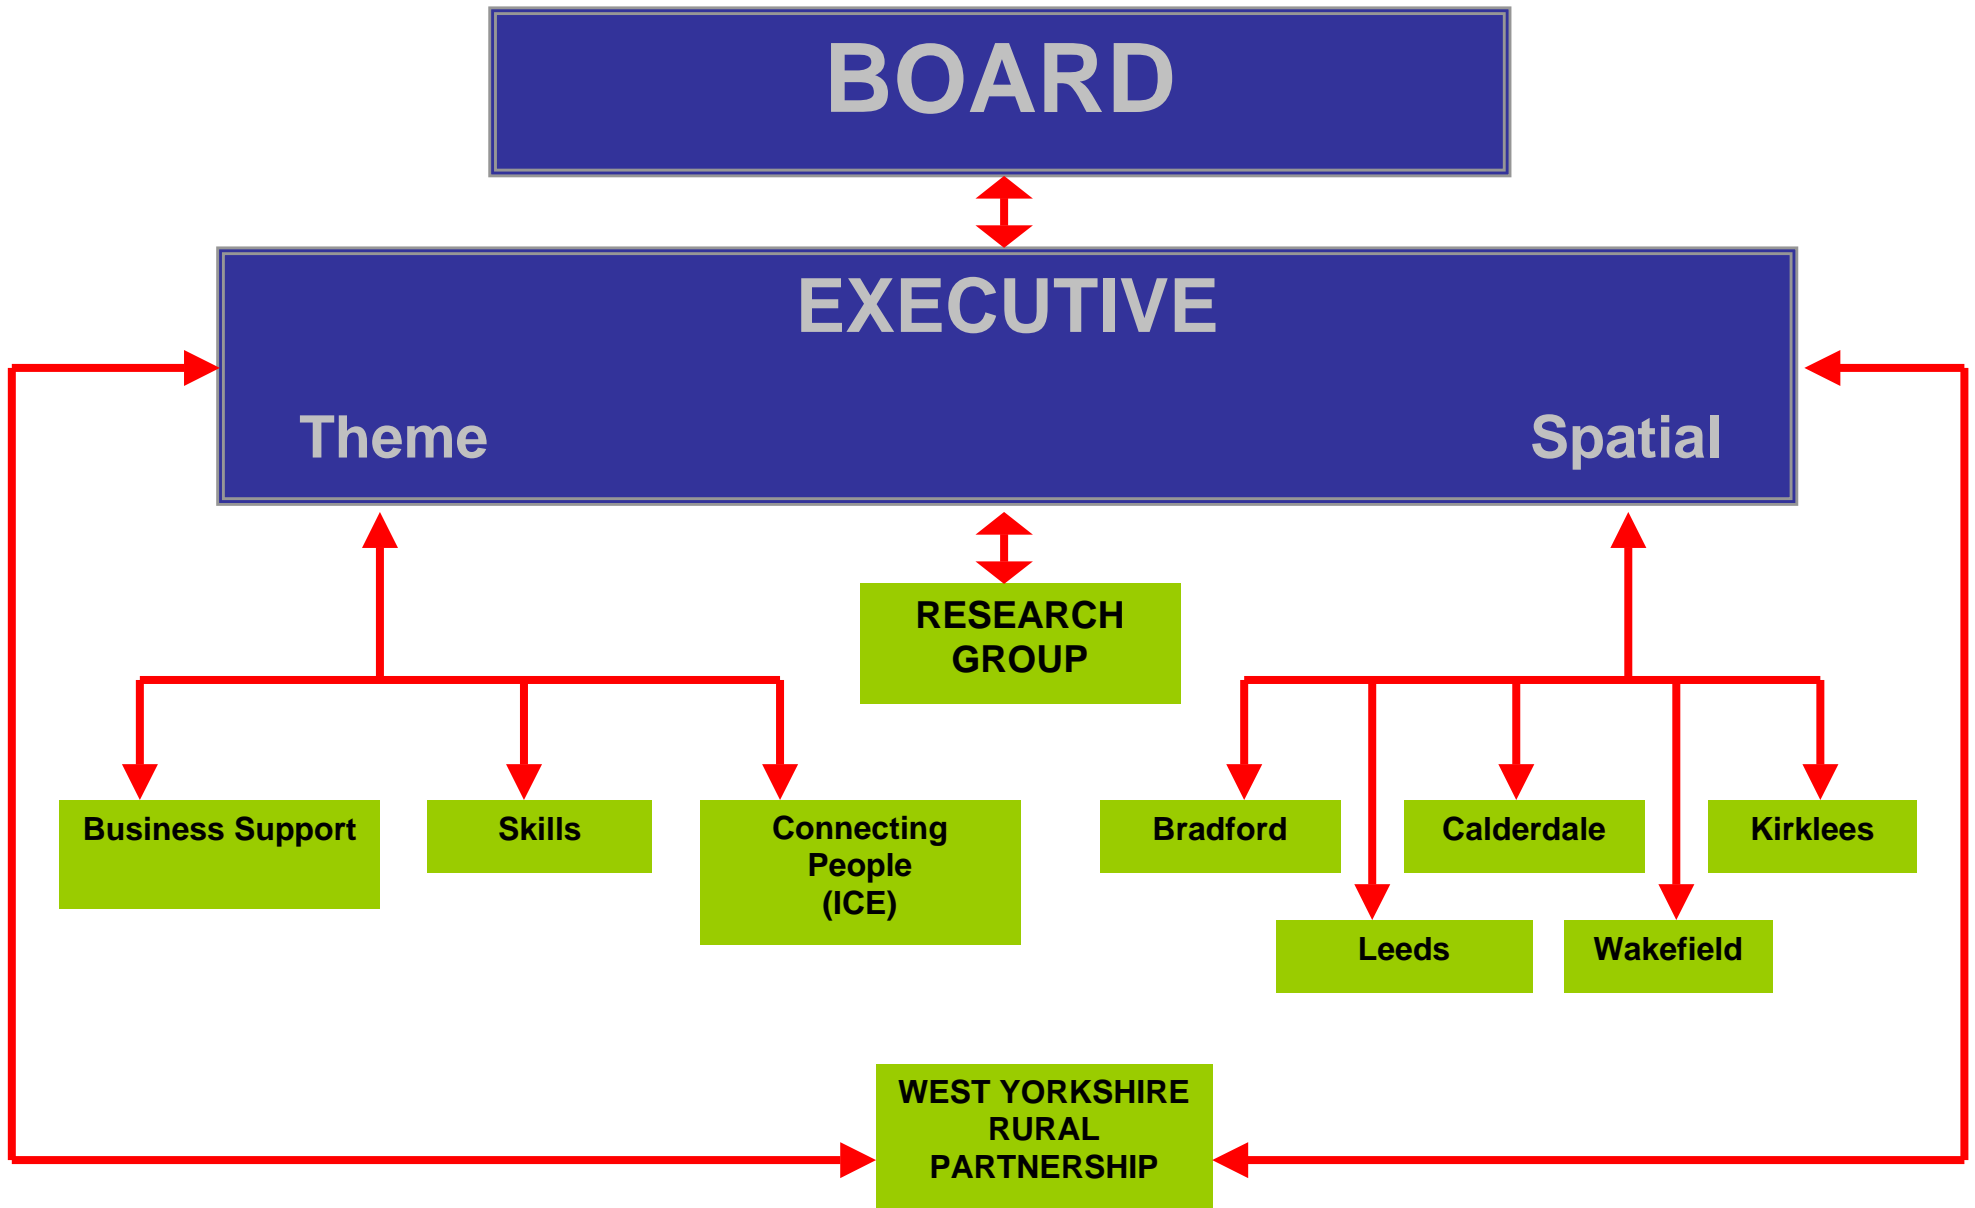 BOARD
EXECUTIVE
Theme
Spatial
RESEARCH
GROUP
Business Support
Skills
Connecting
People
(ICE)
Bradford
Calderdale
Kirklees
Leeds
Wakefield
WEST YORKSHIRE
RURAL
PARTNERSHIP